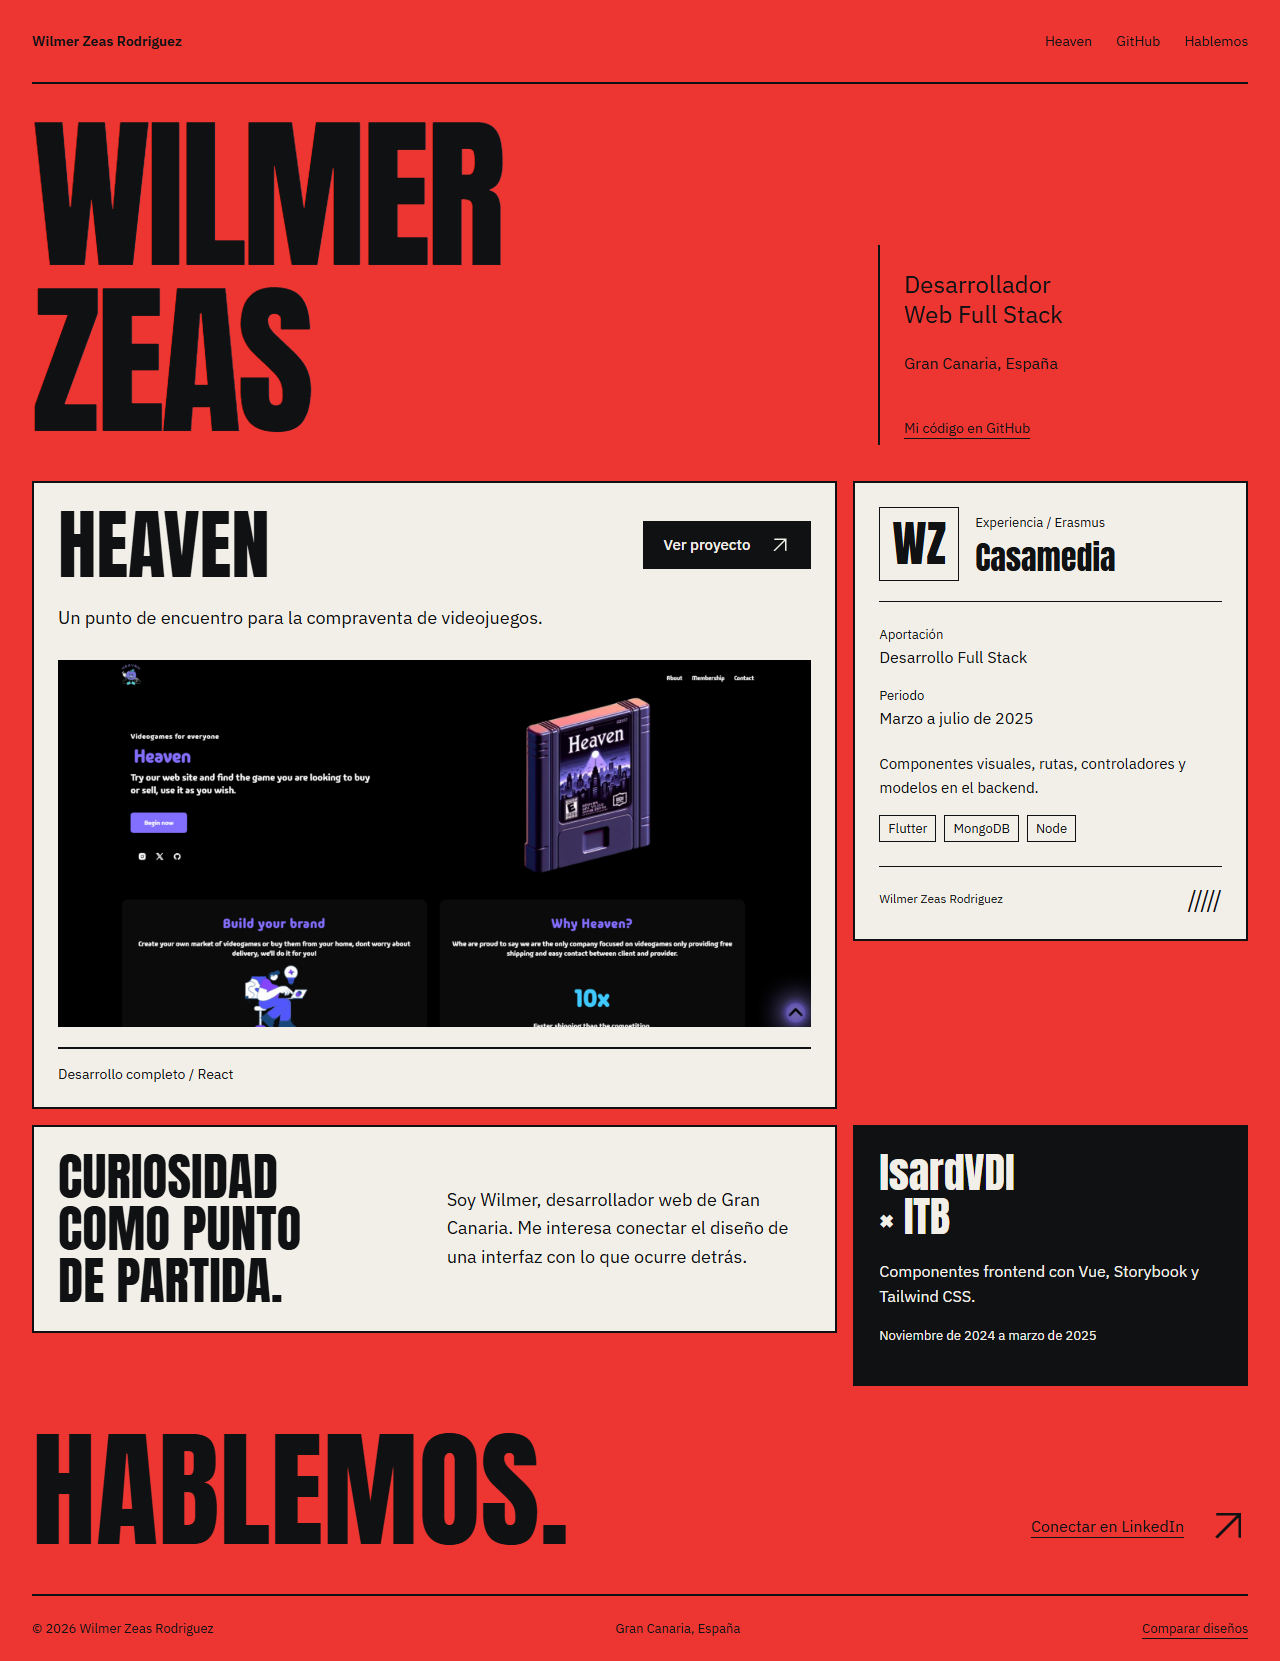 Wilmer Zeas Rodriguez
Heaven GitHub Hablemos
WILMER
ZEAS
Desarrollador
Web Full Stack
Gran Canaria, España
Mi código en GitHub
HEAVEN
Ver proyecto
Un punto de encuentro para la compraventa de videojuegos.
HEAVEN
About Membership Contact
Videogames for everyone
Heaven
Try our web site and find the game you are looking to buy
or sell, use it as you wish.
Begin now
Heaven
Build your brand
Create your own market of videogames or buy them from your home, dont worry about
delivery, we'll do it for you!
Why Heaven?
Whe are proud to say we are the only company focused on videogames only providing free
shipping and easy contact between client and provider.
10x
Faster shipping than the competiting
Desarrollo completo / React
WZ
Experiencia / Erasmus
Casamedia
Aportación
Desarrollo Full Stack
Periodo
Marzo a julio de 2025
Componentes visuales, rutas, controladores y
modelos en el backend.
Flutter MongoDB Node
Wilmer Zeas Rodriguez
/////
CURIOSIDAD
COMO PUNTO
DE PARTIDA.
Soy Wilmer, desarrollador web de Gran
Canaria. Me interesa conectar el diseño de
una interfaz con lo que ocurre detrás.
IsardVDI
× ITB
Componentes frontend con Vue, Storybook y
Tailwind CSS.
Noviembre de 2024 a marzo de 2025
HABLEMOS.
Conectar en LinkedIn
© 2026 Wilmer Zeas Rodriguez
Gran Canaria, España
Comparar diseños